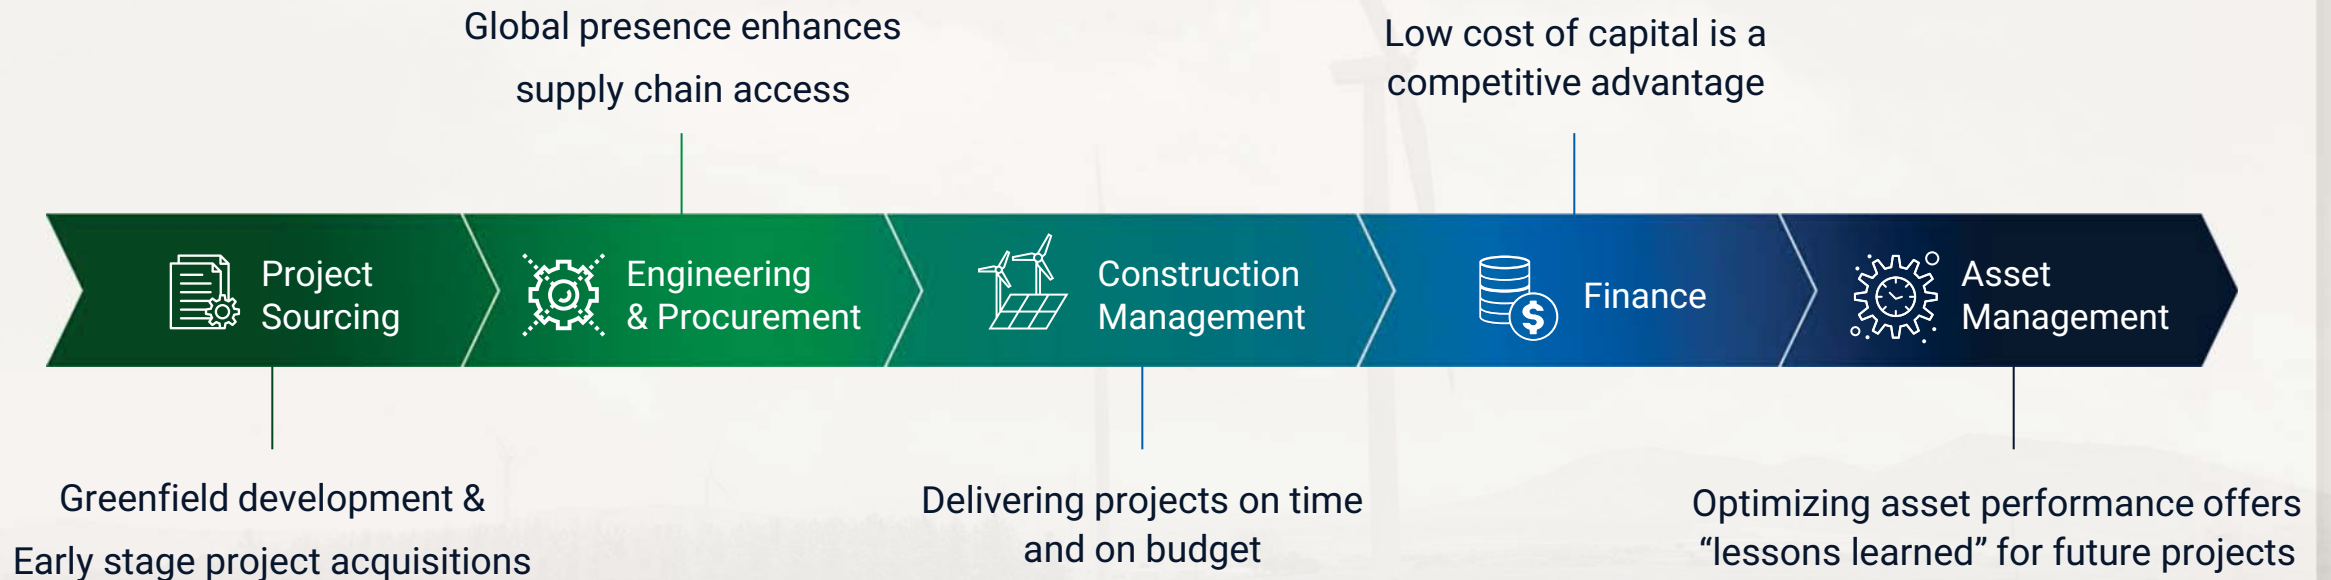 Global presence enhances
supply chain access
Low cost of capital is a
competitive advantage
Project
Sourcing
Engineering
& Procurement
Construction
Management
$
Finance
Asset
Management
Greenfield development &
Early stage project acquisitions
Delivering projects on time
and on budget
Optimizing asset performance offers
“lessons learned” for future projects